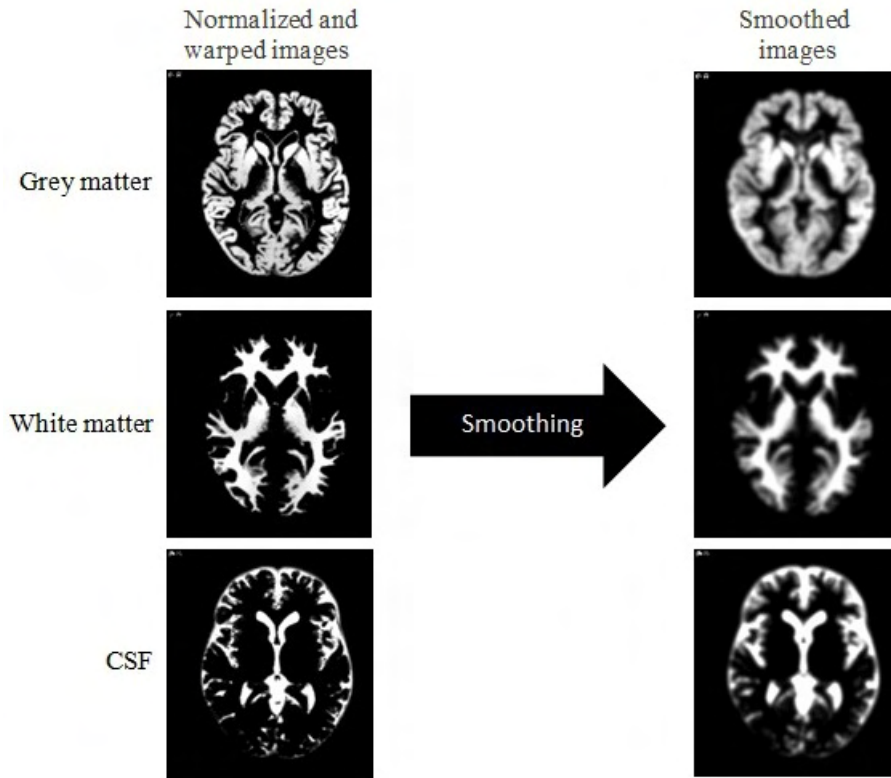 Normalized and
warped images
Smoothed
images
Grey matter
White matter
Smoothing
CSF